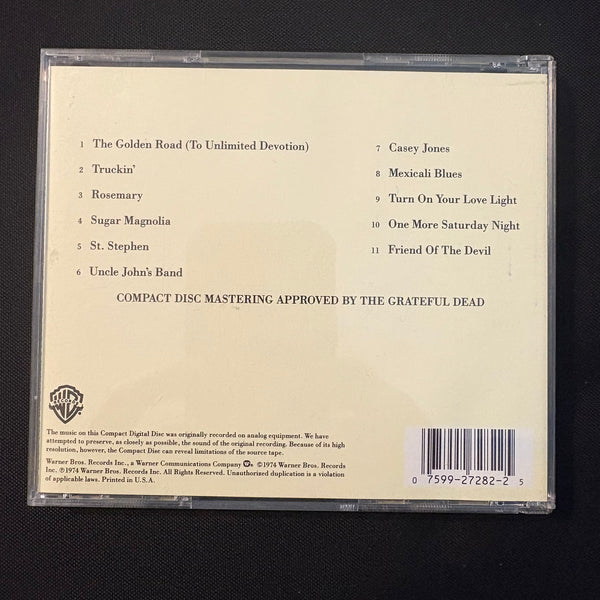 1 The Golden Road (To Unlimited Devotion)
2 Truckin'
3 Rosemary
4 Sugar Magnolia
5 St. Stephen
6 Uncle John's Band
7 Casey Jones
8 Mexicali Blues
9 Turn On Your Love Light
10 One More Saturday Night
11 Friend Of The Devil
COMPACT DISC MASTERING APPROVED BY THE GRATEFUL DEAD
RECORDS
WB
The music on this Compact Digital Disc was originally recorded on analog equipment. We have
attempted to preserve, as closely as possible, the sound of the original recording. Because of its high
resolution, however, the Compact Disc can reveal limitations of the source tape.
Warner Bros. Records Inc., a Warner Communications Company ©1974 Warner Bros. Records
Inc. ℗1974 Warner Bros. Records Inc. All Rights Reserved. Unauthorized duplication is a violation
of applicable laws. Printed in U.S.A.
0 7599-27282-2 5